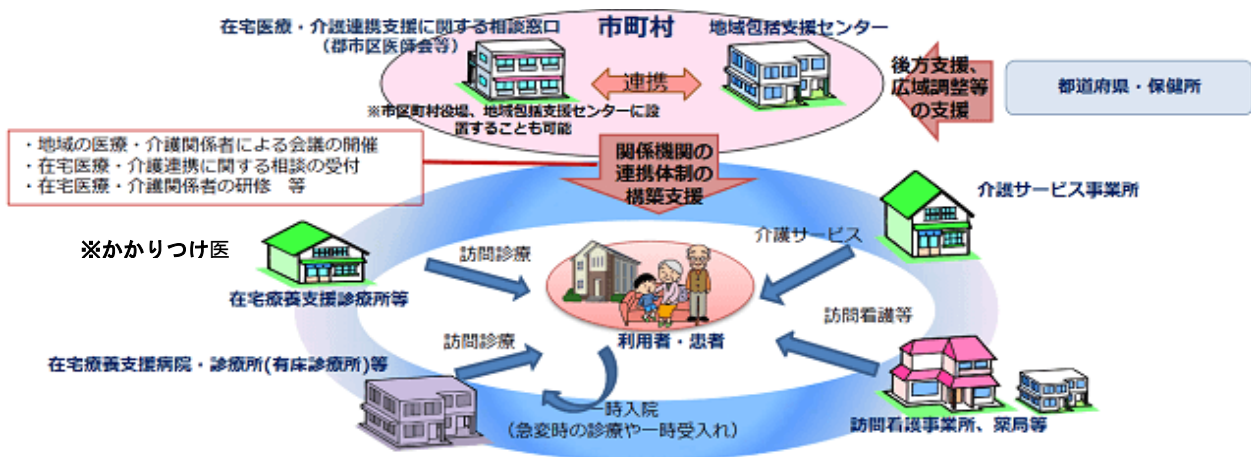 在宅医療・介護連携支援に関する相談窓口
（郡市区医師会等）
市町村
地域包括支援センター
連携
※市区町村役場、地域包括支援センターに設
置することも可能
後方支援、
広域調整等
の支援
都道府県・保健所
・地域の医療・介護関係者による会議の開催
・在宅医療・介護連携に関する相談の受付
・在宅医療・介護関係者の研修　等
関係機関の
連携体制の
構築支援
介護サービス事業所
※かかりつけ医
訪問診療
介護サービス
在宅療養支援診療所等
訪問看護等
利用者・患者
訪問診療
在宅療養支援病院・診療所(有床診療所)等
一時入院
（急変時の診療や一時受入れ）
訪問看護事業所、薬局等